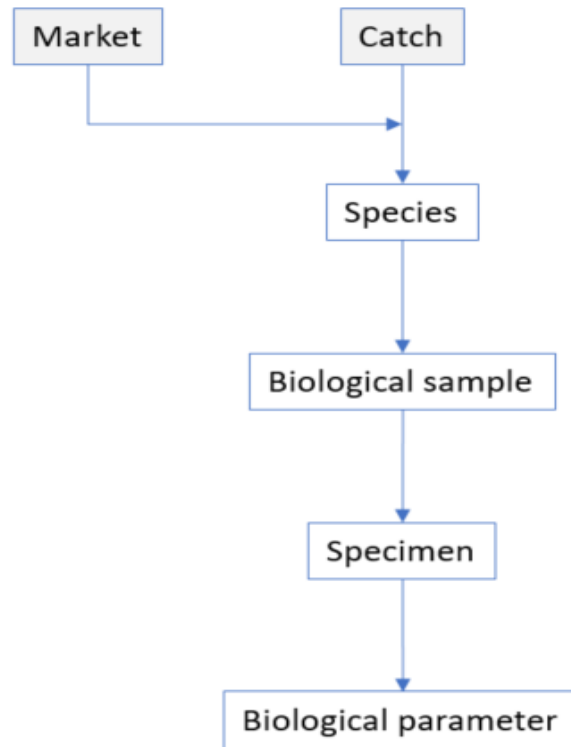 Market
Catch
Species
Biological sample
Specimen
Biological parameter